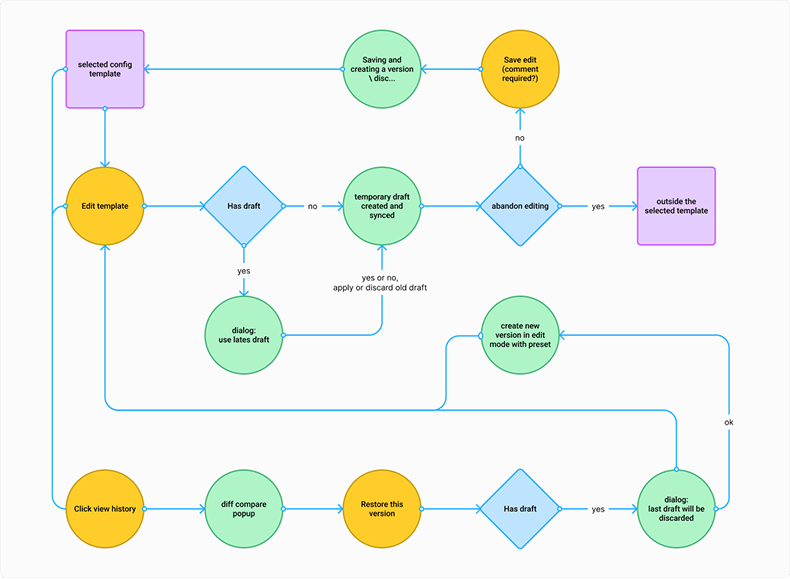 selected config
template
Saving and
creating a version
\ disc...
Save edit
(comment
required?)
no
Edit template
Has draft
no
temporary draft
created and
synced
abandon editing
yes
outside the
selected template
yes
yes or no,
apply or discard old draft
dialog:
use lates draft
create new
version in edit
mode with preset
ok
Click view history
diff compare
popup
Restore this
version
Has draft
yes
dialog:
last draft will be
discarded